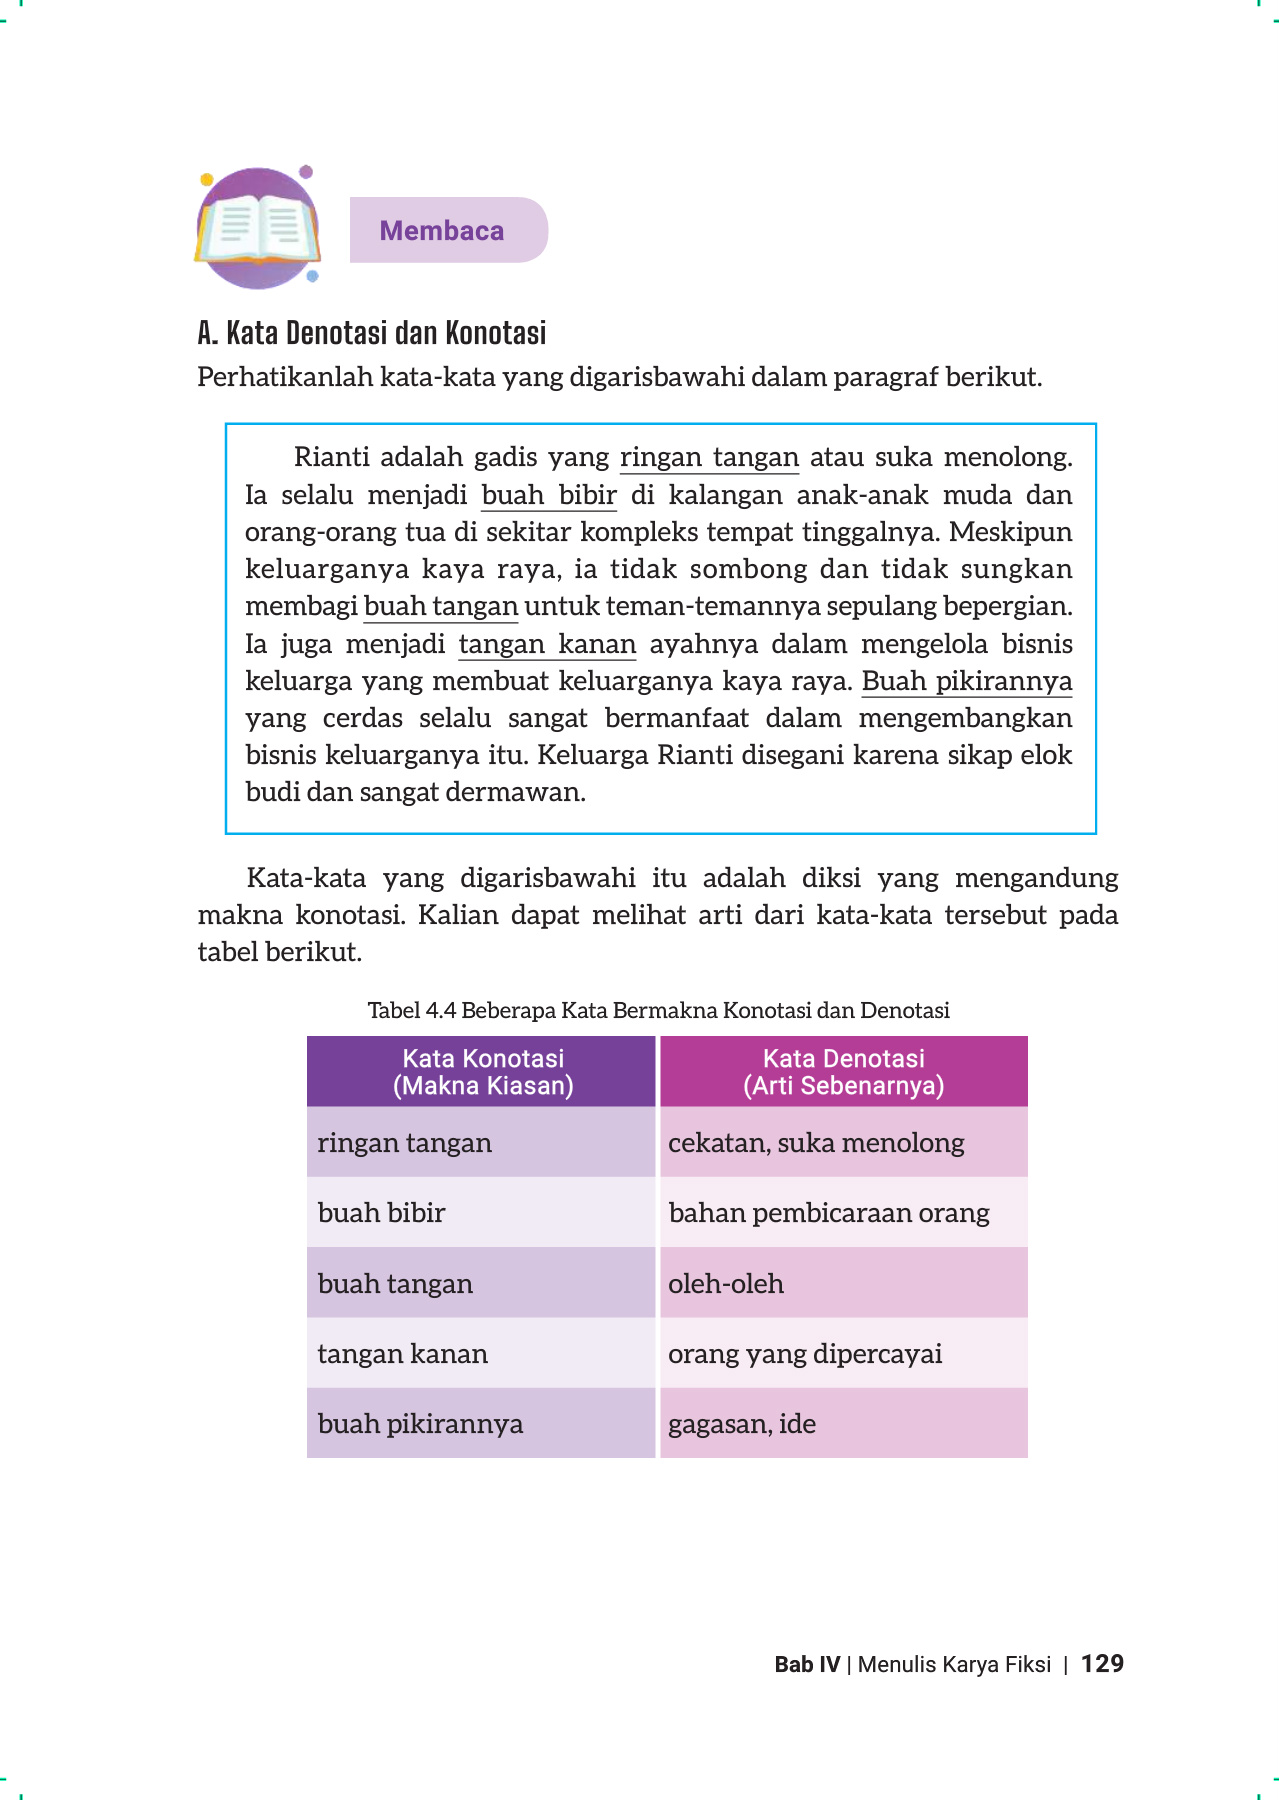 Membaca
A. Kata Denotasi dan Konotasi
Perhatikanlah kata-kata yang digarisbawahi dalam paragraf berikut.
Rianti adalah gadis yang ringan tangan atau suka menolong.
Ia selalu menjadi buah bibir di kalangan anak-anak muda dan
orang-orang tua di sekitar kompleks tempat tinggalnya. Meskipun
keluarganya kaya raya, ia tidak sombong dan tidak sungkan
membagi buah tangan untuk teman-temannya sepulang bepergian.
Ia juga menjadi tangan kanan ayahnya dalam mengelola bisnis
keluarga yang membuat keluarganya kaya raya. Buah pikirannya
yang cerdas selalu sangat bermanfaat dalam mengembangkan
bisnis keluarganya itu. Keluarga Rianti disegani karena sikap elok
budi dan sangat dermawan.
Kata-kata yang digarisbawahi itu adalah diksi yang mengandung
makna konotasi. Kalian dapat melihat arti dari kata-kata tersebut pada
tabel berikut.
Tabel 4.4 Beberapa Kata Bermakna Konotasi dan Denotasi
Kata Konotasi Kata Denotasi
(Makna Kiasan) (Arti Sebenarnya)
ringan tangan cekatan, suka menolong
buah bibir bahan pembicaraan orang
buah tangan oleh-oleh
tangan kanan orang yang dipercayai
buah pikirannya gagasan, ide
Bab IV | Menulis Karya Fiksi | 129